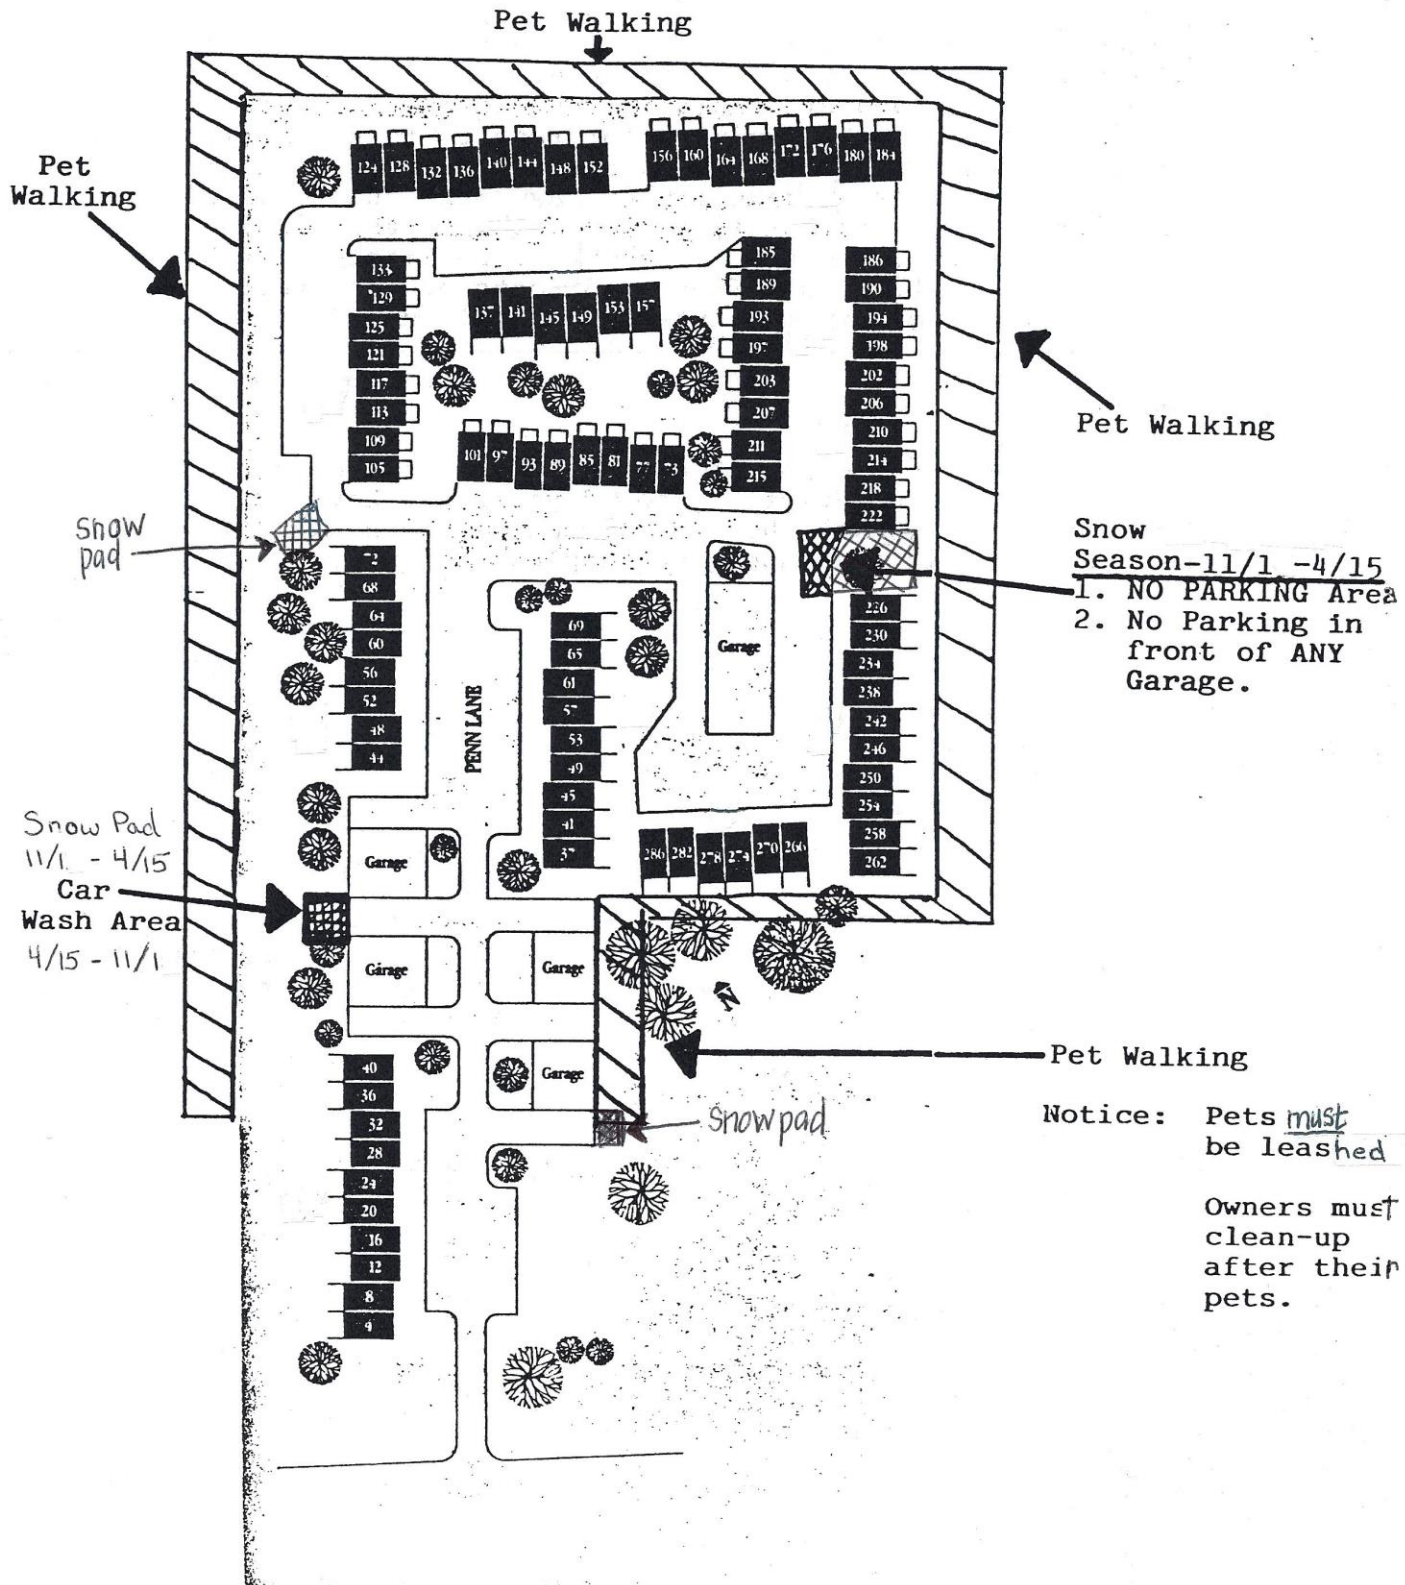 Pet Walking
Pet
Walking
124 128 132 136 140 144 148 152
156 160 164 168 172 176 180 184
133
129
125
121
117
113
109
105
137 141 145 149 153 157
185
189
193
197
203
207
211
215
186
190
194
198
202
206
210
214
218
222
Pet Walking
101 97 93 89 85 81 77 73
Snow
pad
Snow
Season-11/1 -4/15
1. NO PARKING Area
2. No Parking in
front of ANY
Garage.
72
68
64
60
56
52
48
44
PENN LANE
69
65
61
57
53
49
45
41
37
Garage
226
230
234
238
242
246
250
254
258
262
286 282 278 274 270 266
Snow Pad
11/1 - 4/15
Car
Wash Area
4/15 - 11/1
Garage
Garage
Garage
Garage
N
Pet Walking
Snowpad
40
36
32
28
24
20
16
12
8
4
Notice: Pets must
be leashed
Owners must
clean-up
after their
pets.